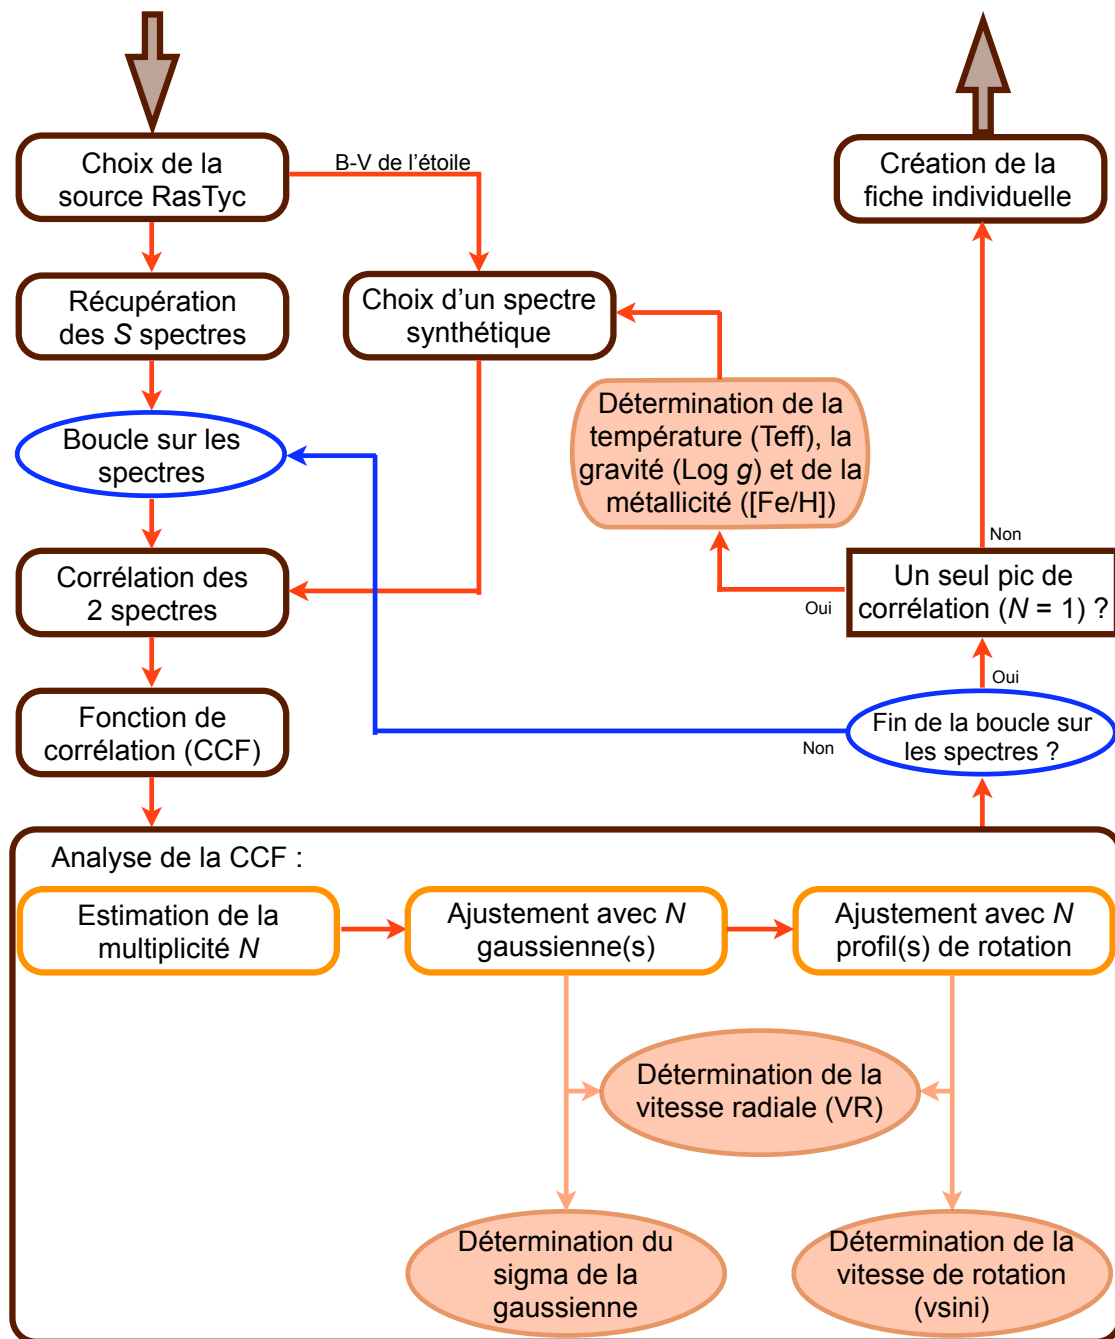 Choix de la
source RasTyc
B-V de l'étoile
Création de la
fiche individuelle
Récupération
des S spectres
Choix d'un spectre
synthétique
Boucle sur les
spectres
Détermination de la
température (Teff), la
gravité (Log g) et de la
métallicité ([Fe/H])
Corrélation des
2 spectres
Non
Un seul pic de
corrélation (N = 1) ?
Oui
Oui
Fonction de
corrélation (CCF)
Fin de la boucle sur
les spectres ?
Non
Analyse de la CCF :
Estimation de la
multiplicité N
Ajustement avec N
gaussienne(s)
Ajustement avec N
profil(s) de rotation
Détermination de la
vitesse radiale (VR)
Détermination du
sigma de la
gaussienne
Détermination de la
vitesse de rotation
(vsini)